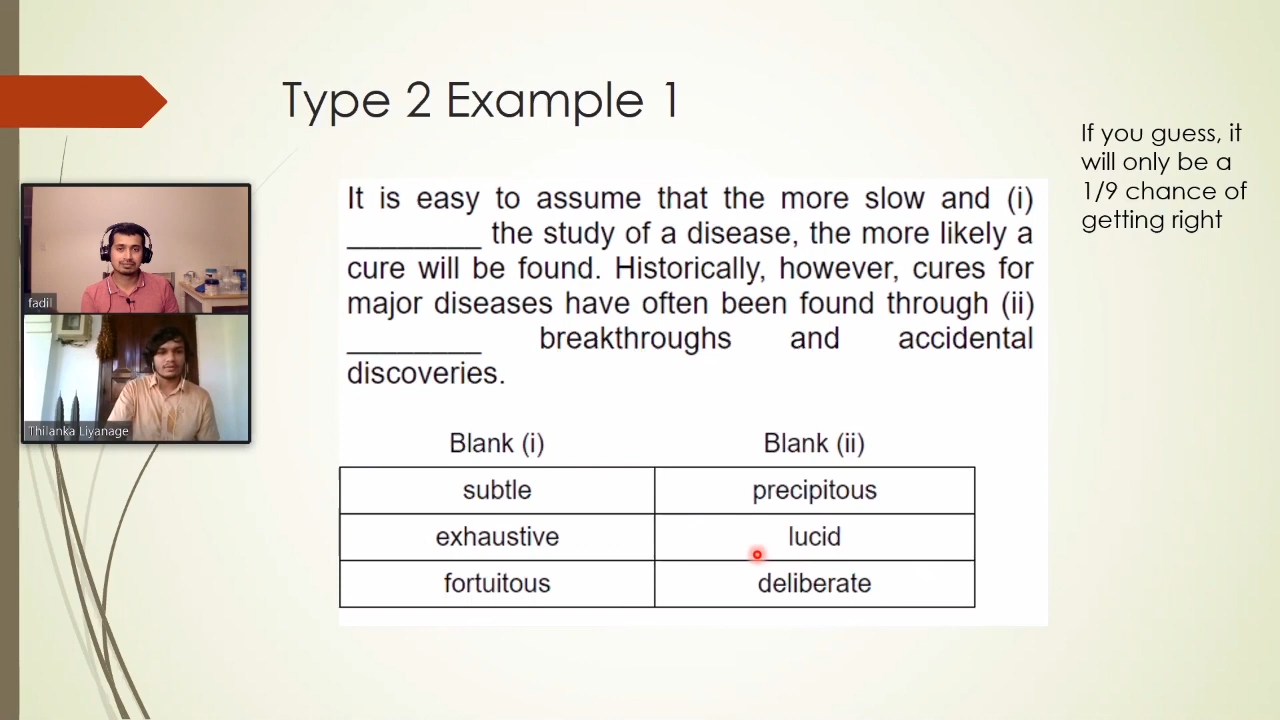 Type 2 Example 1
If you guess, it
will only be a
1/9 chance of
getting right
It is easy to assume that the more slow and (i)
________ the study of a disease, the more likely a
cure will be found. Historically, however, cures for
major diseases have often been found through (ii)
________ breakthroughs and accidental
discoveries.
Blank (i) Blank (ii)
subtle precipitous
exhaustive lucid
fortuitous deliberate
fadil
Thilanka Liyanage